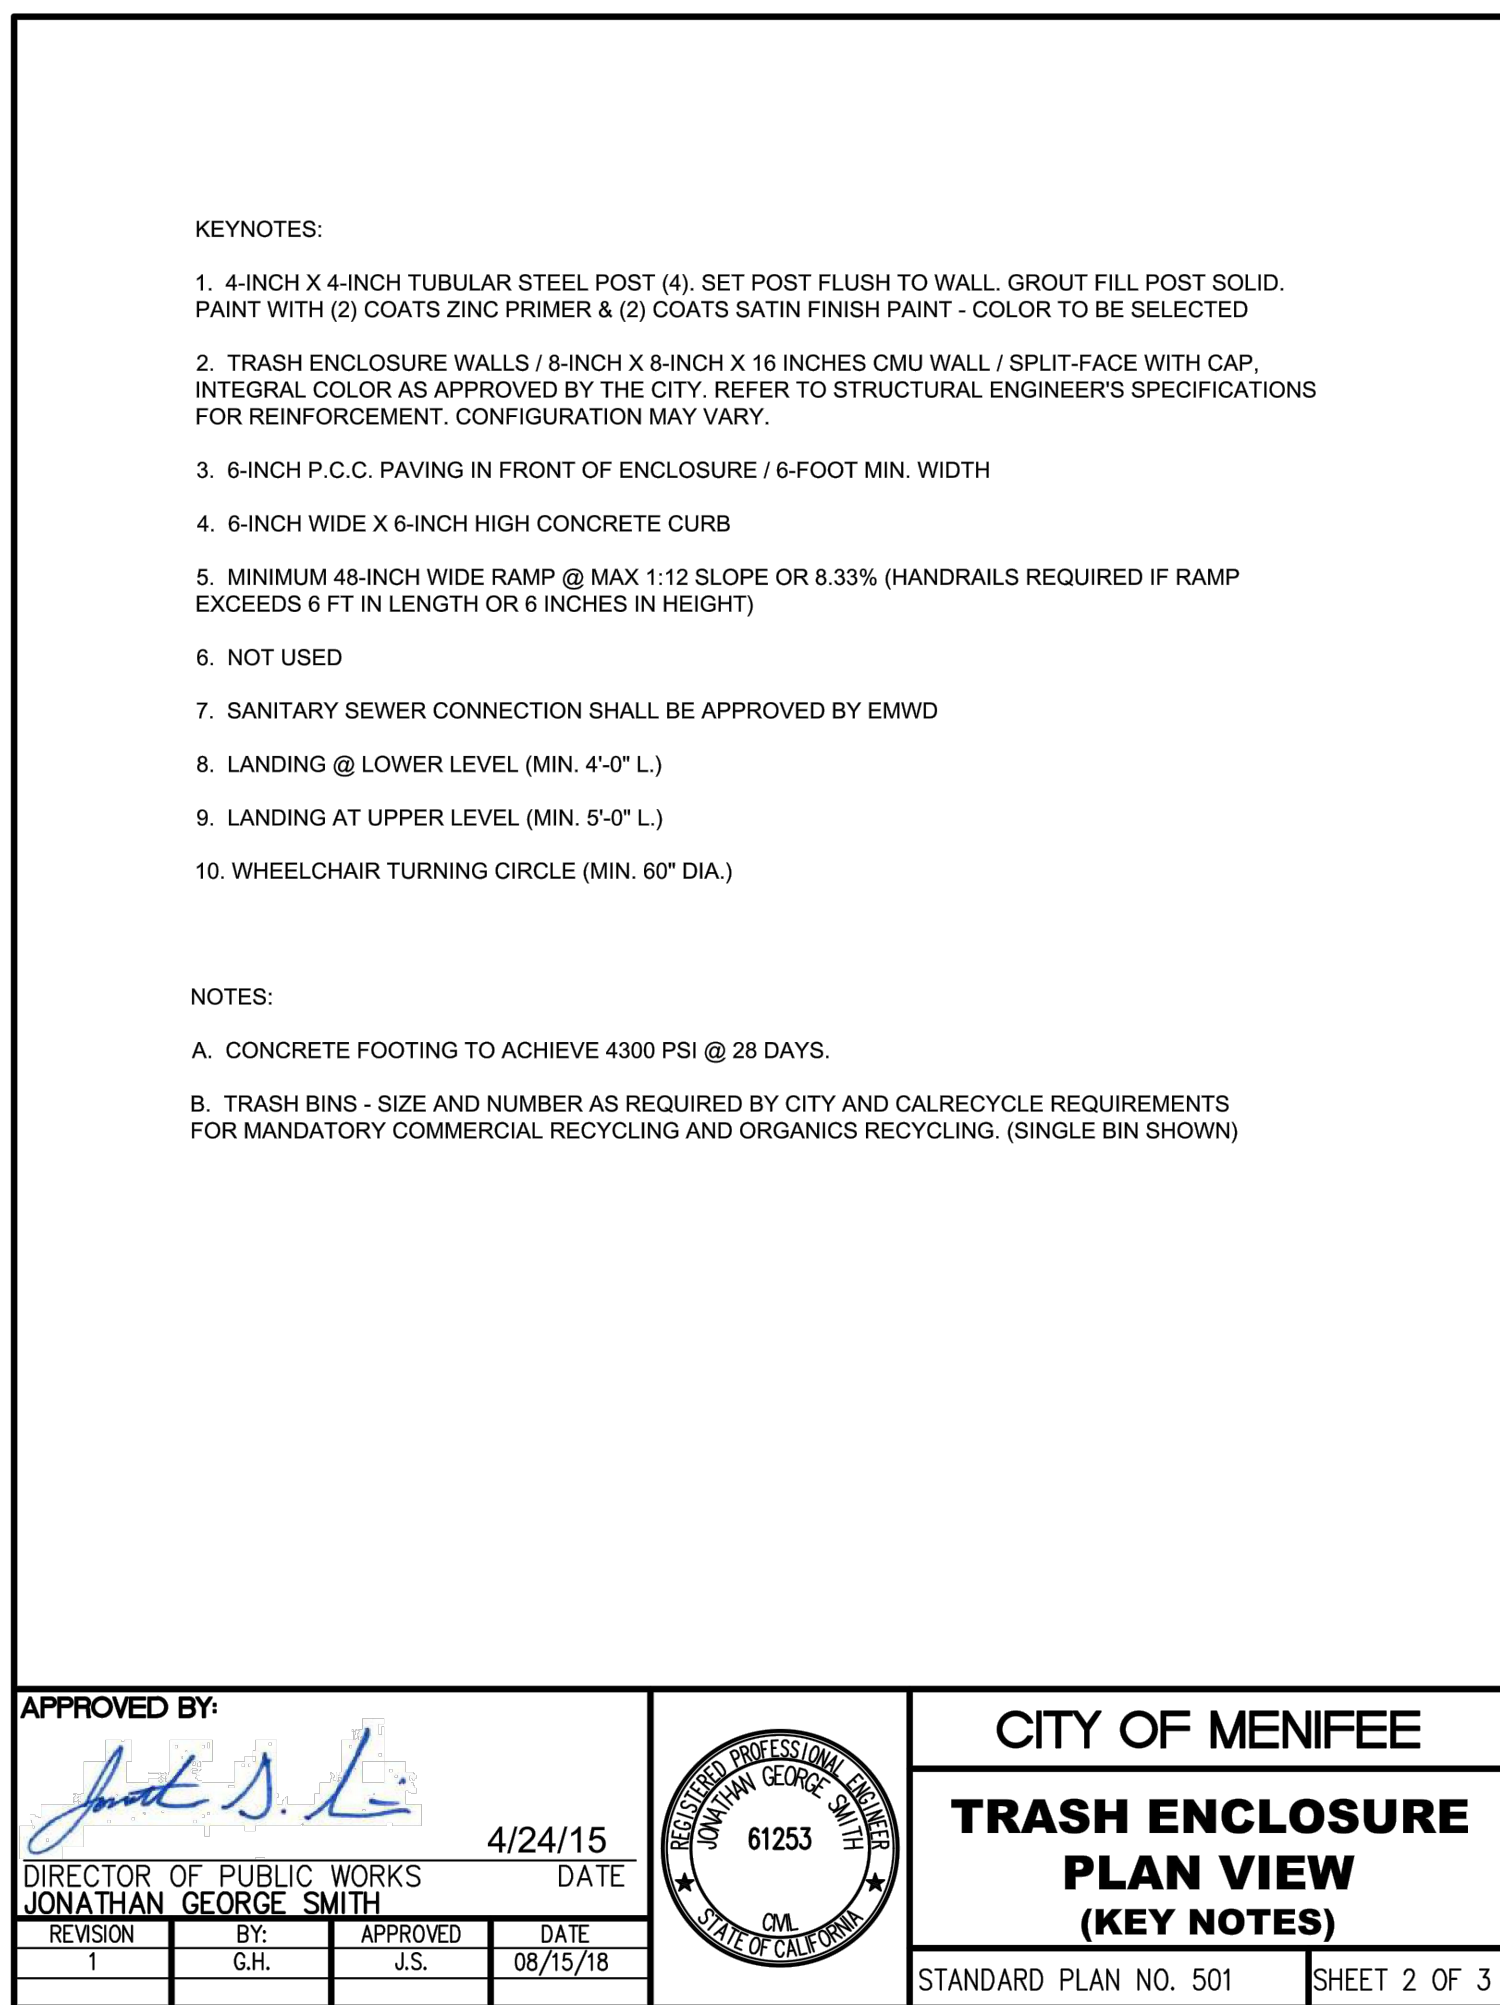 KEYNOTES:
1. 4-INCH X 4-INCH TUBULAR STEEL POST (4). SET POST FLUSH TO WALL. GROUT FILL POST SOLID.
PAINT WITH (2) COATS ZINC PRIMER & (2) COATS SATIN FINISH PAINT - COLOR TO BE SELECTED
2. TRASH ENCLOSURE WALLS / 8-INCH X 8-INCH X 16 INCHES CMU WALL / SPLIT-FACE WITH CAP,
INTEGRAL COLOR AS APPROVED BY THE CITY. REFER TO STRUCTURAL ENGINEER'S SPECIFICATIONS
FOR REINFORCEMENT. CONFIGURATION MAY VARY.
3. 6-INCH P.C.C. PAVING IN FRONT OF ENCLOSURE / 6-FOOT MIN. WIDTH
4. 6-INCH WIDE X 6-INCH HIGH CONCRETE CURB
5. MINIMUM 48-INCH WIDE RAMP @ MAX 1:12 SLOPE OR 8.33% (HANDRAILS REQUIRED IF RAMP
EXCEEDS 6 FT IN LENGTH OR 6 INCHES IN HEIGHT)
6. NOT USED
7. SANITARY SEWER CONNECTION SHALL BE APPROVED BY EMWD
8. LANDING @ LOWER LEVEL (MIN. 4'-0" L.)
9. LANDING AT UPPER LEVEL (MIN. 5'-0" L.)
10. WHEELCHAIR TURNING CIRCLE (MIN. 60" DIA.)
NOTES:
A. CONCRETE FOOTING TO ACHIEVE 4300 PSI @ 28 DAYS.
B. TRASH BINS - SIZE AND NUMBER AS REQUIRED BY CITY AND CALRECYCLE REQUIREMENTS
FOR MANDATORY COMMERCIAL RECYCLING AND ORGANICS RECYCLING. (SINGLE BIN SHOWN)
APPROVED BY:
4/24/15
DIRECTOR OF PUBLIC WORKS DATE
JONATHAN GEORGE SMITH
REVISION BY: APPROVED DATE
1 G.H. J.S. 08/15/18
REGISTERED PROFESSIONAL ENGINEER
JONATHAN GEORGE SMITH
61253
CIVIL
STATE OF CALIFORNIA
CITY OF MENIFEE
TRASH ENCLOSURE
PLAN VIEW
(KEY NOTES)
STANDARD PLAN NO. 501
SHEET 2 OF 3